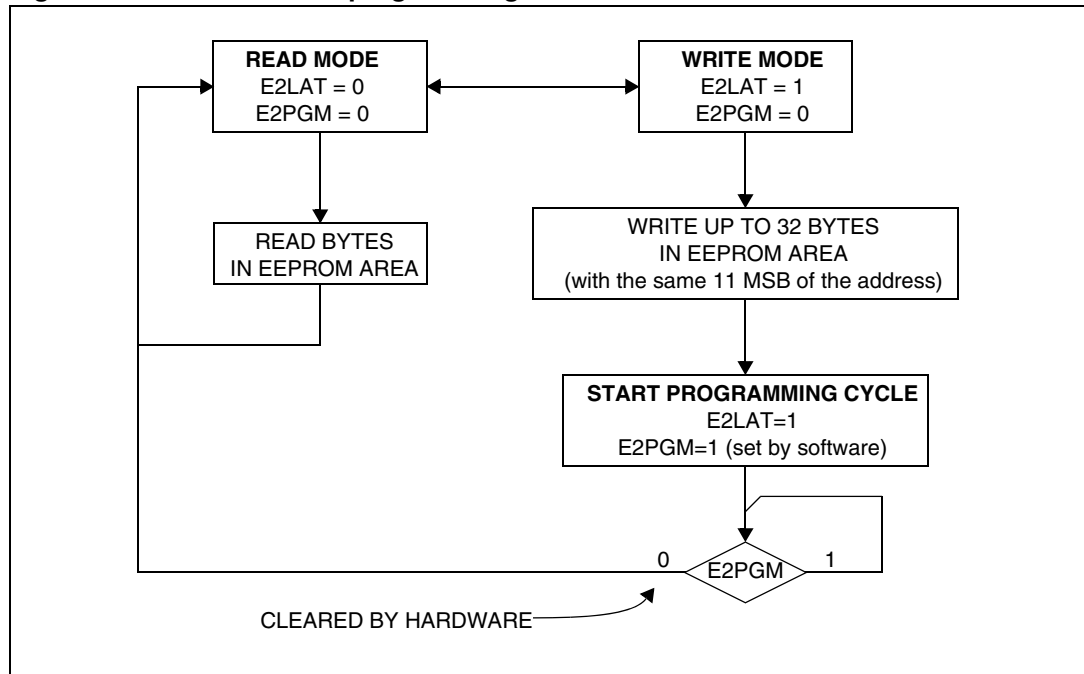 READ MODE
E2LAT = 0
E2PGM = 0
WRITE MODE
E2LAT = 1
E2PGM = 0
READ BYTES
IN EEPROM AREA
WRITE UP TO 32 BYTES
IN EEPROM AREA
(with the same 11 MSB of the address)
START PROGRAMMING CYCLE
E2LAT=1
E2PGM=1 (set by software)
0
E2PGM
1
CLEARED BY HARDWARE